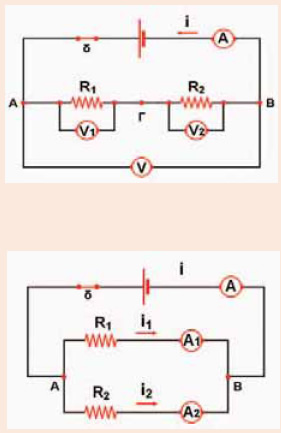 δ
i
A
R₁
R₂
A
B
V₁
Γ
V₂
V
δ
i
A
R₁
i₁
A₁
A
B
R₂
i₂
A₂